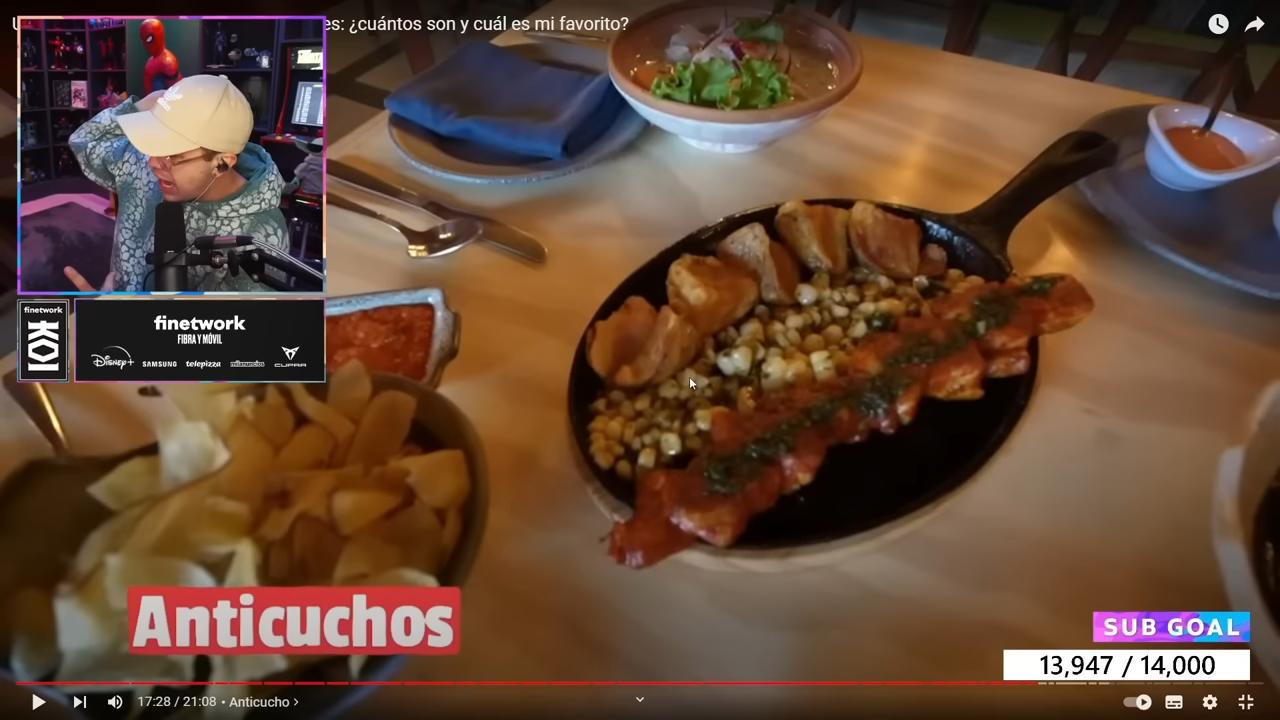 es: ¿cuántos son y cuál es mi favorito?
finetwork
KOI
finetwork
FIBRA Y MÓVIL
Disney+ SAMSUNG telepizza milanuncios CUPRA
Anticuchos
SUB GOAL
13,947 / 14,000
17:28 / 21:08 • Anticucho >